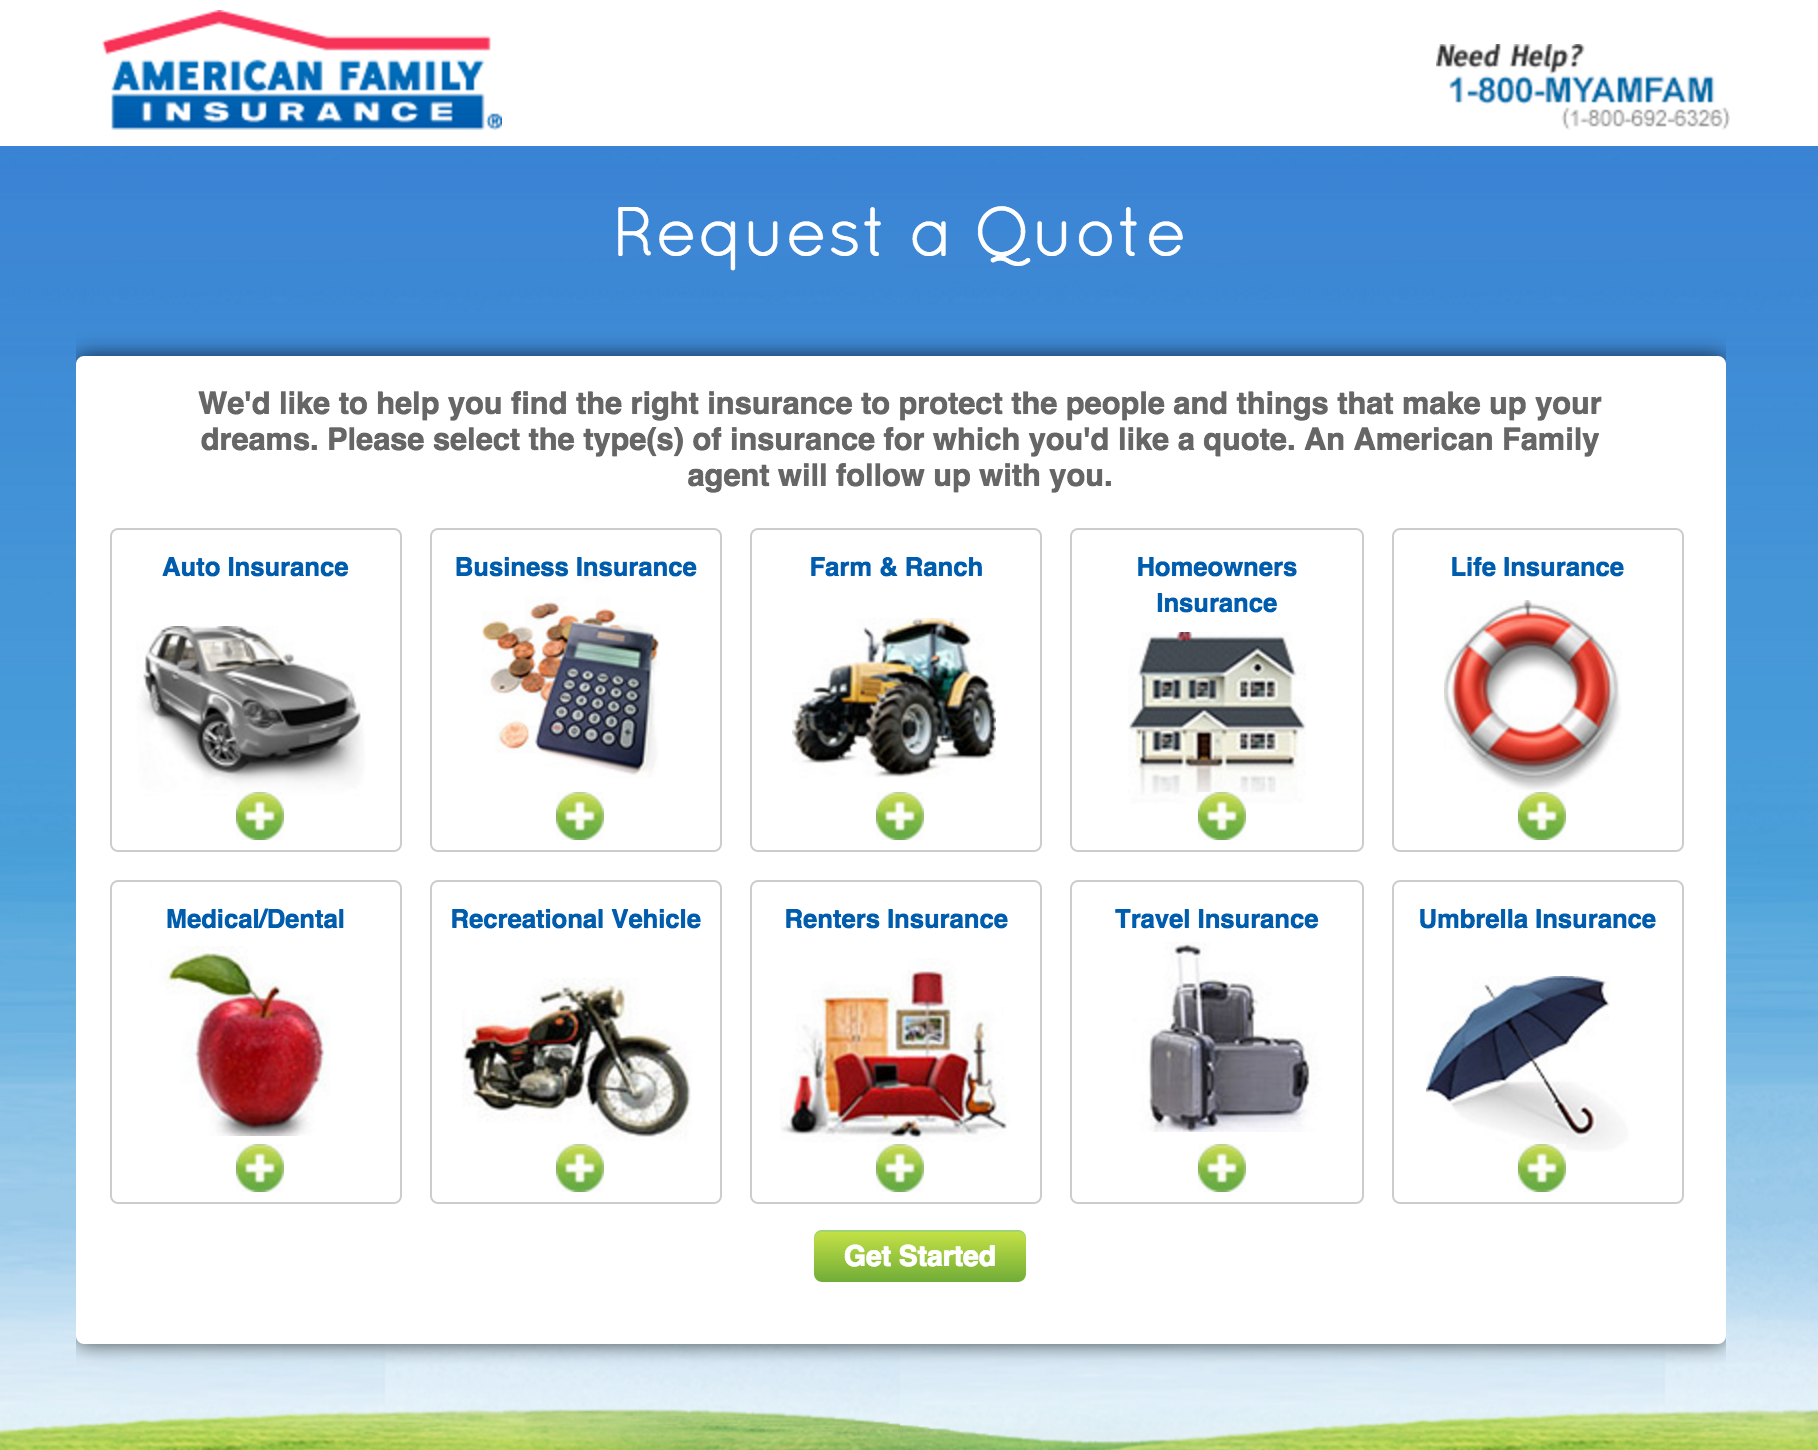 AMERICAN FAMILY
INSURANCE®
Need Help?
1-800-MYAMFAM
(1-800-692-6326)
Request a Quote
We'd like to help you find the right insurance to protect the people and things that make up your
dreams. Please select the type(s) of insurance for which you'd like a quote. An American Family
agent will follow up with you.
Auto Insurance
Business Insurance
Farm & Ranch
Homeowners
Insurance
Life Insurance
Medical/Dental
Recreational Vehicle
Renters Insurance
Travel Insurance
Umbrella Insurance
Get Started